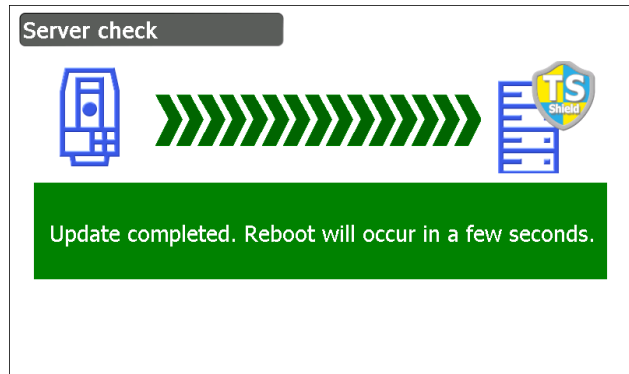 Server check
TS
Shield
Update completed. Reboot will occur in a few seconds.